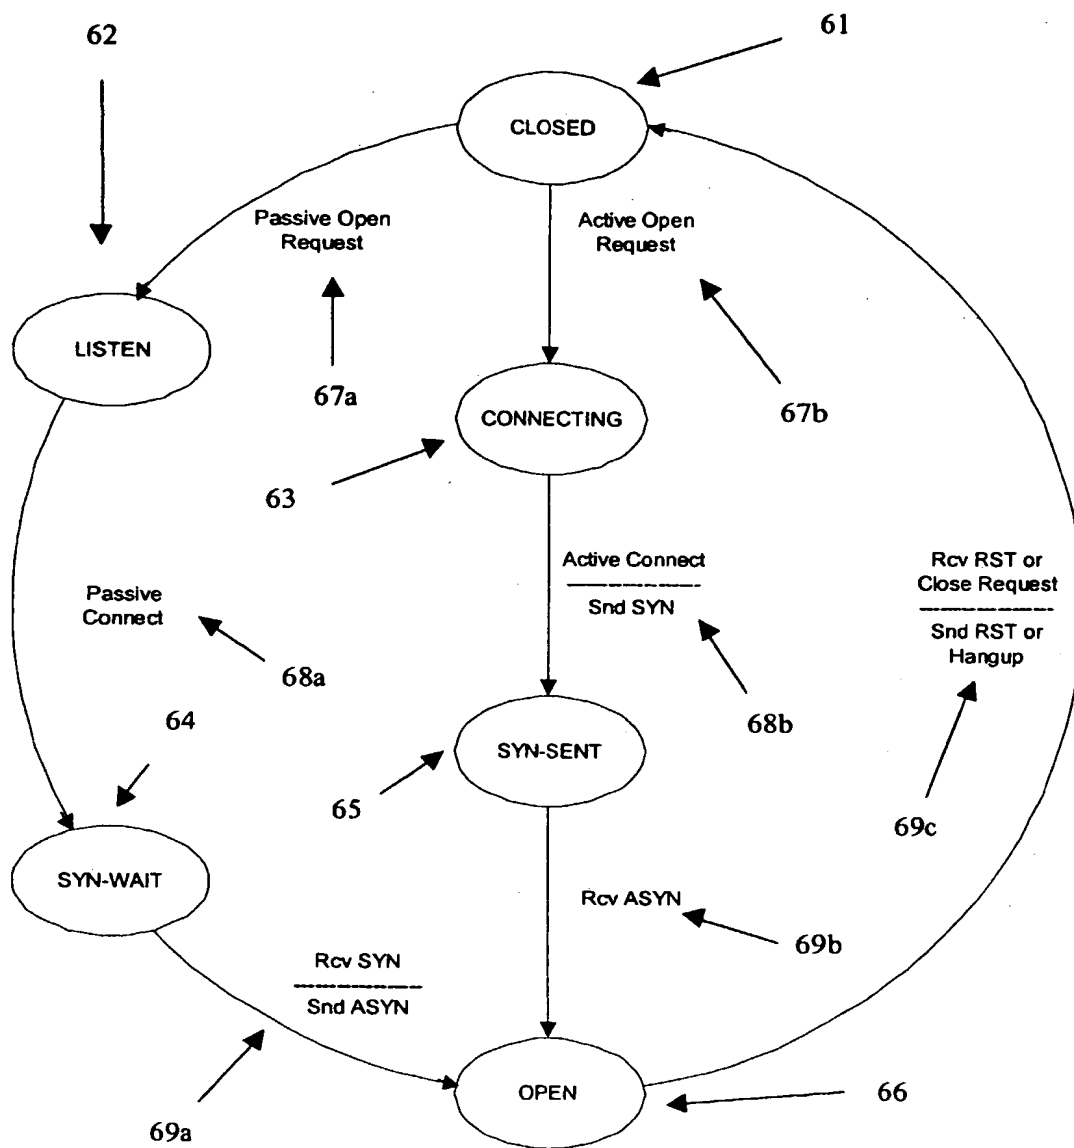 62
61
CLOSED
Passive Open
Request
Active Open
Request
LISTEN
67a
67b
CONNECTING
63
Active Connect
Snd SYN
Rcv RST or
Close Request
Snd RST or
Hangup
Passive
Connect
68a
68b
64
SYN-SENT
65
69c
SYN-WAIT
Rcv ASYN
69b
Rcv SYN
Snd ASYN
OPEN
66
69a